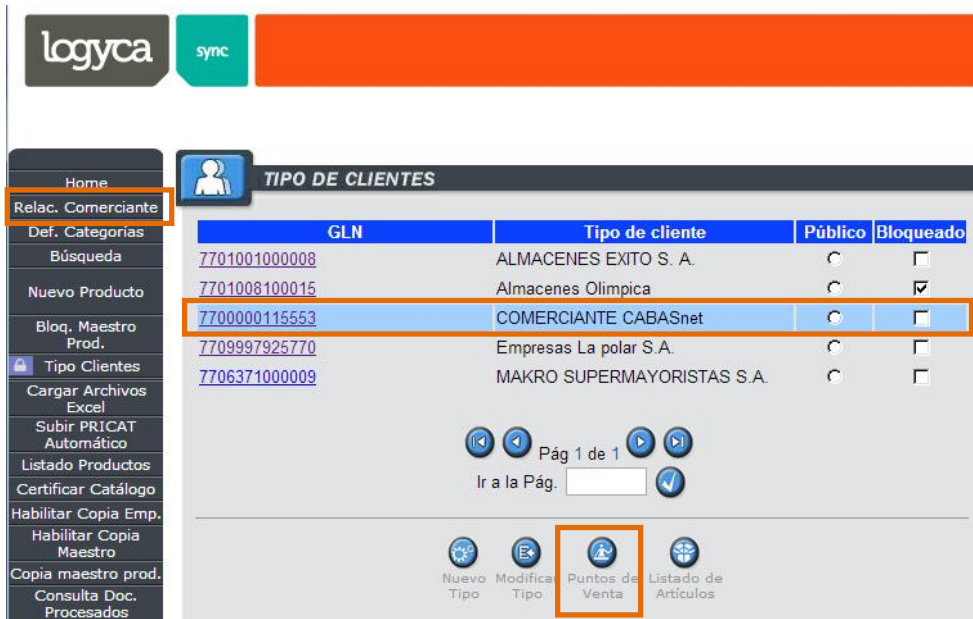 logyca
sync
TIPO DE CLIENTES
Home
Relac. Comerciante
Def. Categorías
Búsqueda
Nuevo Producto
Bloq. Maestro
Prod.
Tipo Clientes
Cargar Archivos
Excel
Subir PRICAT
Automático
Listado Productos
Certificar Catálogo
Habilitar Copia Emp.
Habilitar Copia
Maestro
Copia maestro prod.
Consulta Doc.
Procesados
GLN Tipo de cliente Público Bloqueado
7701001000008 ALMACENES EXITO S. A.
7701008100015 Almacenes Olimpica
7700000115553 COMERCIANTE CABASnet
7709997925770 Empresas La polar S.A.
7706371000009 MAKRO SUPERMAYORISTAS S.A.
Pág 1 de 1
Ir a la Pág.
Nuevo Modificar Puntos de Listado de
Tipo Tipo Venta Artículos